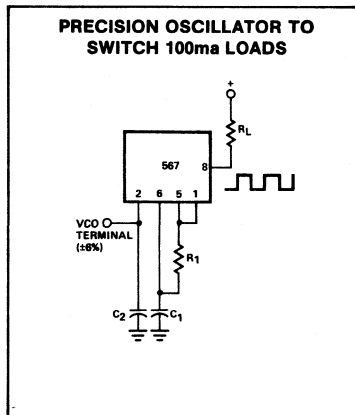 PRECISION OSCILLATOR TO
SWITCH 100ma LOADS
+
RL
567
8
2 6 5 1
VCO
TERMINAL
(±6%)
R1
C2 C1